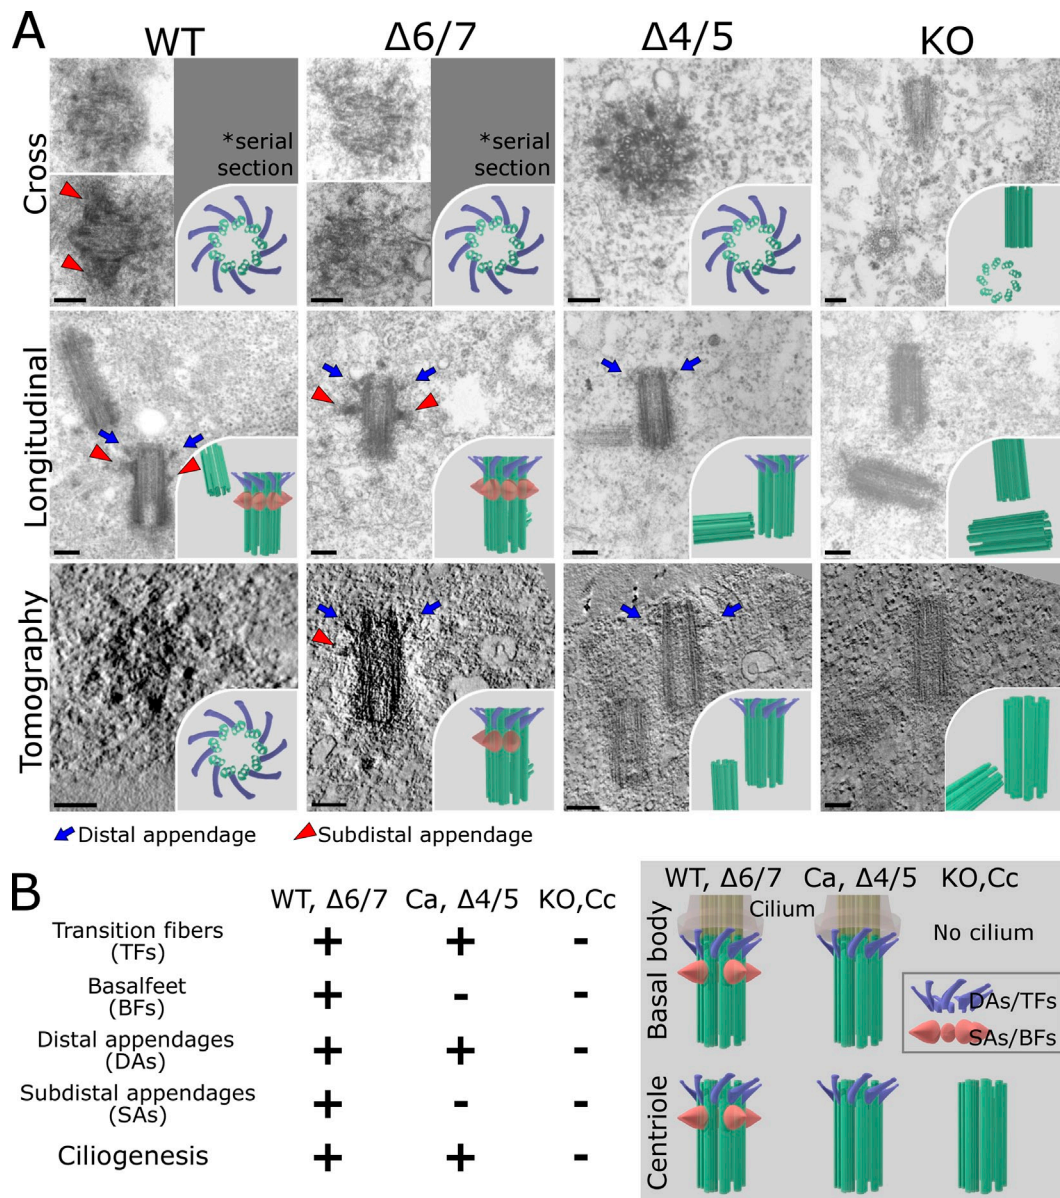 A
WT
Δ6/7
Δ4/5
KO
Cross
*serial
section
*serial
section
Longitudinal
Tomography
Distal appendage
Subdistal appendage
B
WT, Δ6/7
Ca, Δ4/5
KO,Cc
Transition fibers
(TFs)
+
+
-
Basalfeet
(BFs)
+
-
-
Distal appendages
(DAs)
+
+
-
Subdistal appendages
(SAs)
+
-
-
Ciliogenesis
+
+
-
WT, Δ6/7
Ca, Δ4/5
KO,Cc
Basal body
Cilium
No cilium
DAs/TFs
SAs/BFs
Centriole